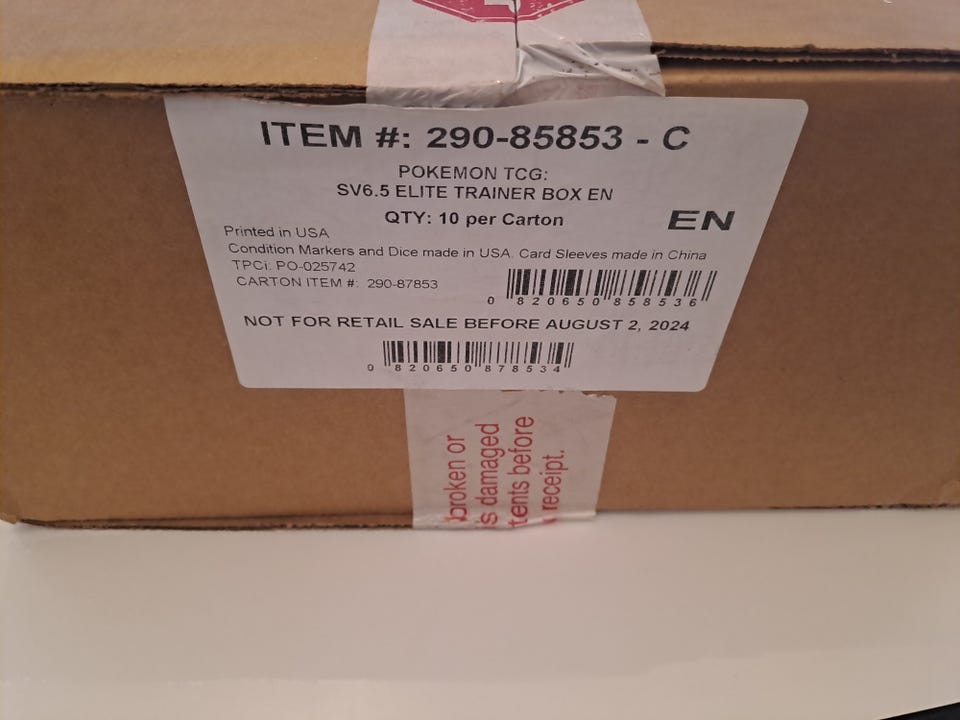 ITEM #: 290-85853 - C
POKEMON TCG:
SV6.5 ELITE TRAINER BOX EN
QTY: 10 per Carton
EN
Printed in USA
Condition Markers and Dice made in USA. Card Sleeves made in China
TPCi: PO-025742
CARTON ITEM #: 290-87853
0 820650 858536
NOT FOR RETAIL SALE BEFORE AUGUST 2, 2024
0 820650 878534
broken or
s damaged
tents before
receipt.